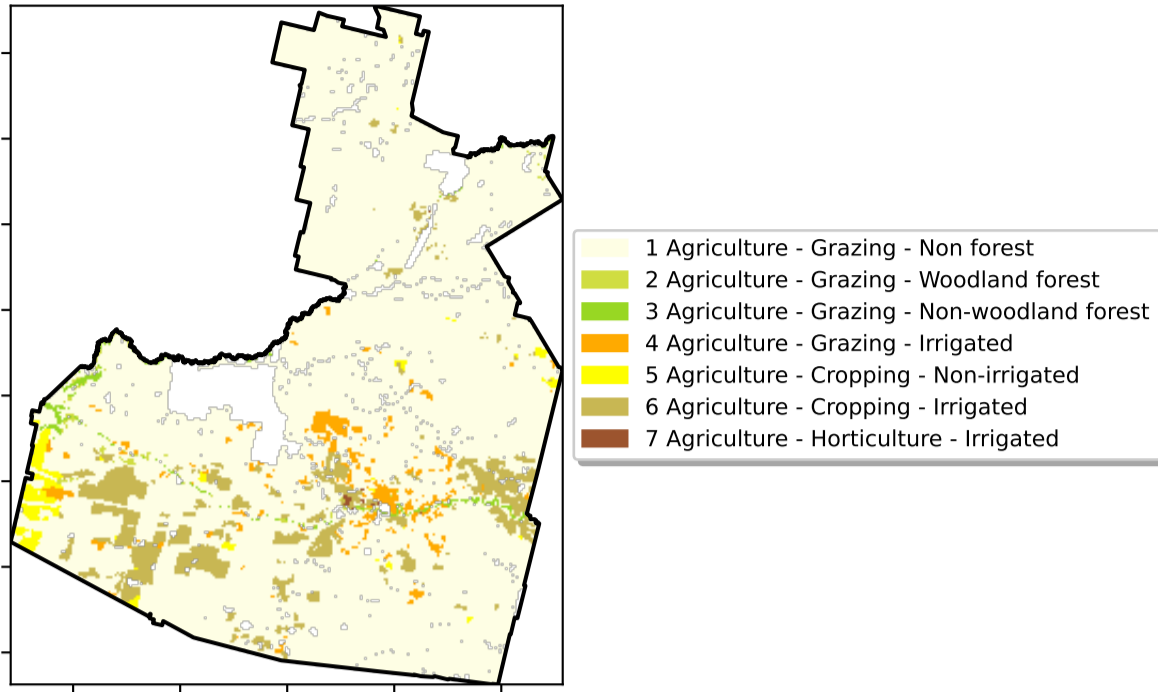 1 Agriculture - Grazing - Non forest
2 Agriculture - Grazing - Woodland forest
3 Agriculture - Grazing - Non-woodland forest
4 Agriculture - Grazing - Irrigated
5 Agriculture - Cropping - Non-irrigated
6 Agriculture - Cropping - Irrigated
7 Agriculture - Horticulture - Irrigated